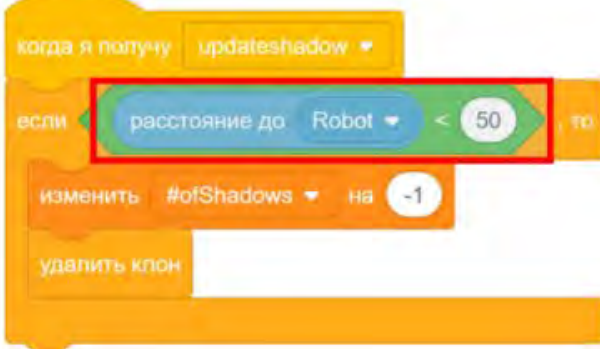 когда я получу updateshadow
если расстояние до Robot < 50 , то
изменить #ofShadows на -1
удалить клон